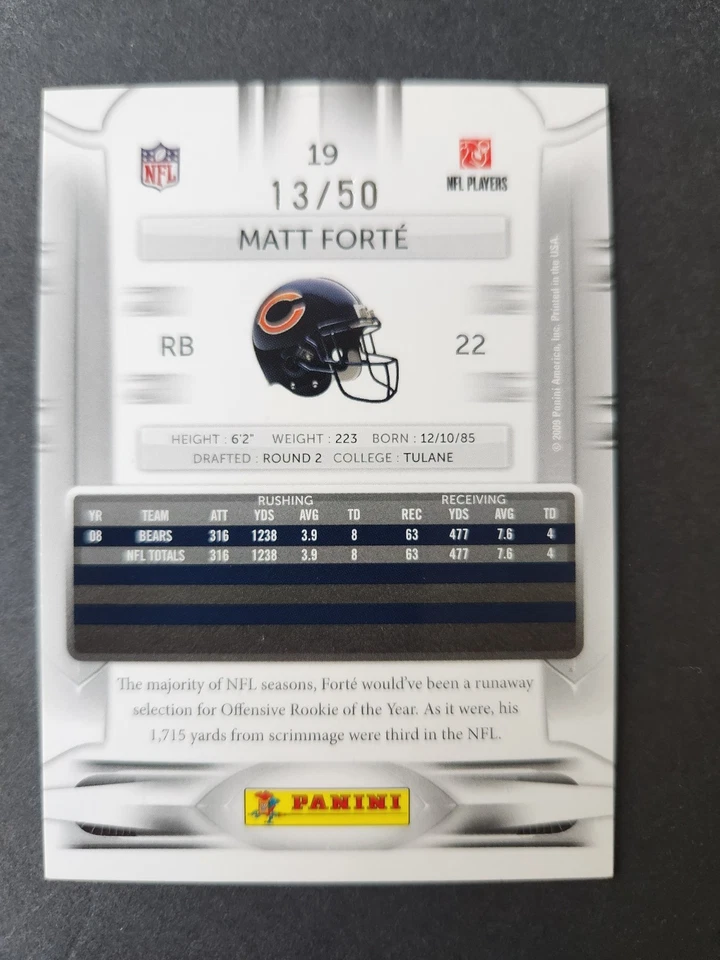 19
13/50
NFL
NFL PLAYERS
MATT FORTÉ
C
RB 22
HEIGHT : 6'2" WEIGHT : 223 BORN : 12/10/85
DRAFTED : ROUND 2 COLLEGE : TULANE
© 2009 Panini America, Inc. Printed in the USA.
RUSHING RECEIVING
YR TEAM ATT YDS AVG TD REC YDS AVG TD
08 BEARS 316 1238 3.9 8 63 477 7.6 4
NFL TOTALS 316 1238 3.9 8 63 477 7.6 4
The majority of NFL seasons, Forté would've been a runaway
selection for Offensive Rookie of the Year. As it were, his
1,715 yards from scrimmage were third in the NFL.
PANINI